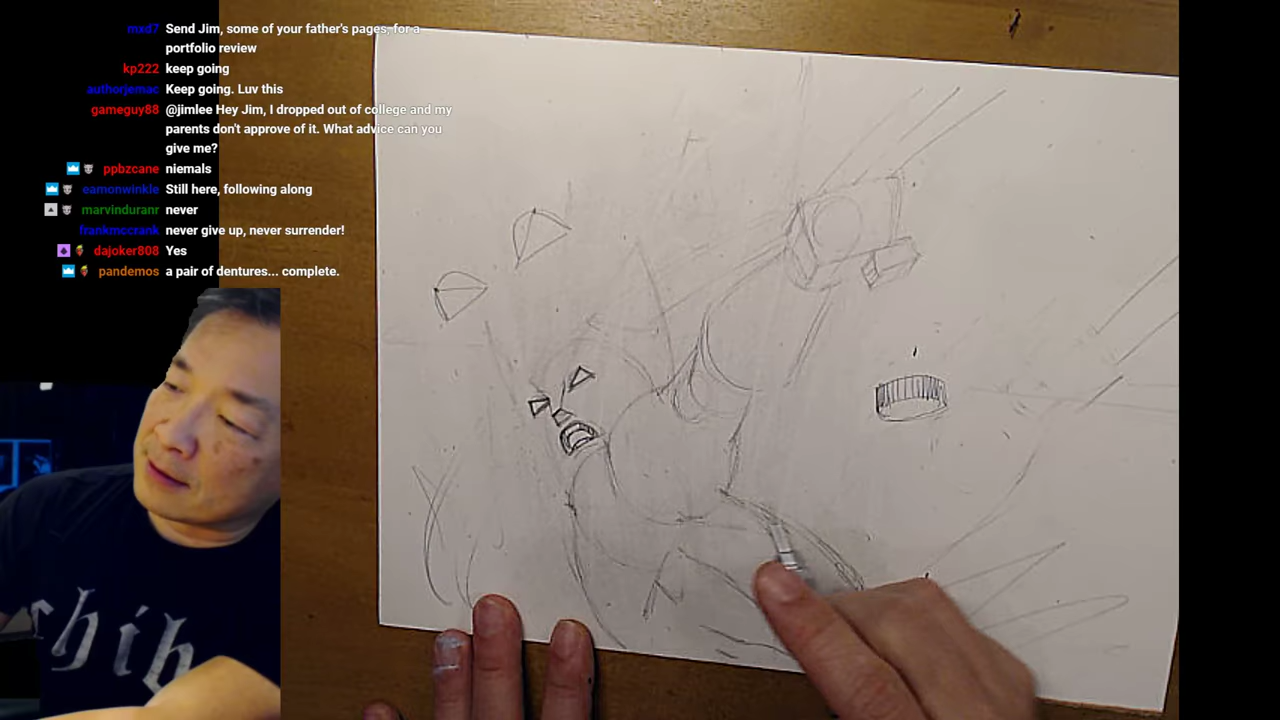 mxd7 Send Jim, some of your father's pages, for a
portfolio review
kp222 keep going
authorjemac Keep going. Luv this
gameguy88 @jimlee Hey Jim, I dropped out of college and my
parents don't approve of it. What advice can you
give me?
ppbzcane niemals
eamonwinkle Still here, following along
marvinduranr never
frankmccrank never give up, never surrender!
dajoker808 Yes
pandemos a pair of dentures... complete.